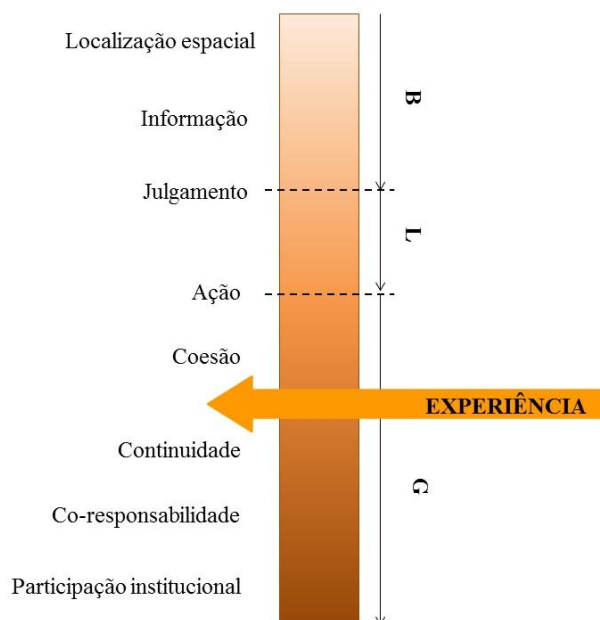 Localização espacial
B
Informação
Julgamento
L
Ação
Coesão
EXPERIÊNCIA
Continuidade
G
Co-responsabilidade
Participação institucional